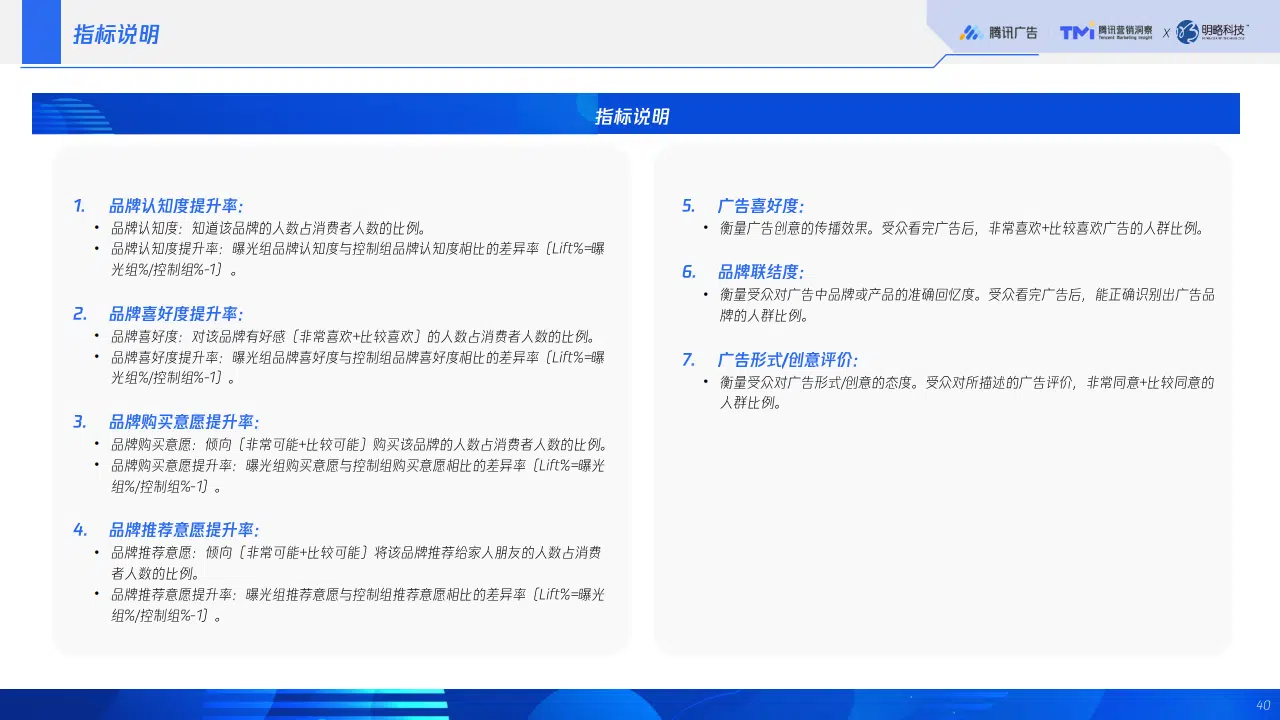 指标说明
腾讯广告
TMI
腾讯营销洞察
Tencent Marketing Insight
x
明略科技
指标说明
1. 品牌认知度提升率：
• 品牌认知度：知道该品牌的人数占消费者人数的比例。
• 品牌认知度提升率：曝光组品牌认知度与控制组品牌认知度相比的差异率（Lift%=曝
光组%/控制组%-1）。
2. 品牌喜好度提升率：
• 品牌喜好度：对该品牌有好感（非常喜欢+比较喜欢）的人数占消费者人数的比例。
• 品牌喜好度提升率：曝光组品牌喜好度与控制组品牌喜好度相比的差异率（Lift%=曝
光组%/控制组%-1）。
3. 品牌购买意愿提升率：
• 品牌购买意愿：倾向（非常可能+比较可能）购买该品牌的人数占消费者人数的比例。
• 品牌购买意愿提升率：曝光组购买意愿与控制组购买意愿相比的差异率（Lift%=曝光
组%/控制组%-1）。
4. 品牌推荐意愿提升率：
• 品牌推荐意愿：倾向（非常可能+比较可能）将该品牌推荐给家人朋友的人数占消费
者人数的比例。
• 品牌推荐意愿提升率：曝光组推荐意愿与控制组推荐意愿相比的差异率（Lift%=曝光
组%/控制组%-1）。
5. 广告喜好度：
• 衡量广告创意的传播效果。受众看完广告后，非常喜欢+比较喜欢广告的人群比例。
6. 品牌联结度：
• 衡量受众对广告中品牌或产品的准确回忆度。受众看完广告后，能正确识别出广告品
牌的人群比例。
7. 广告形式/创意评价：
• 衡量受众对广告形式/创意的态度。受众对所描述的广告评价，非常同意+比较同意的
人群比例。
40